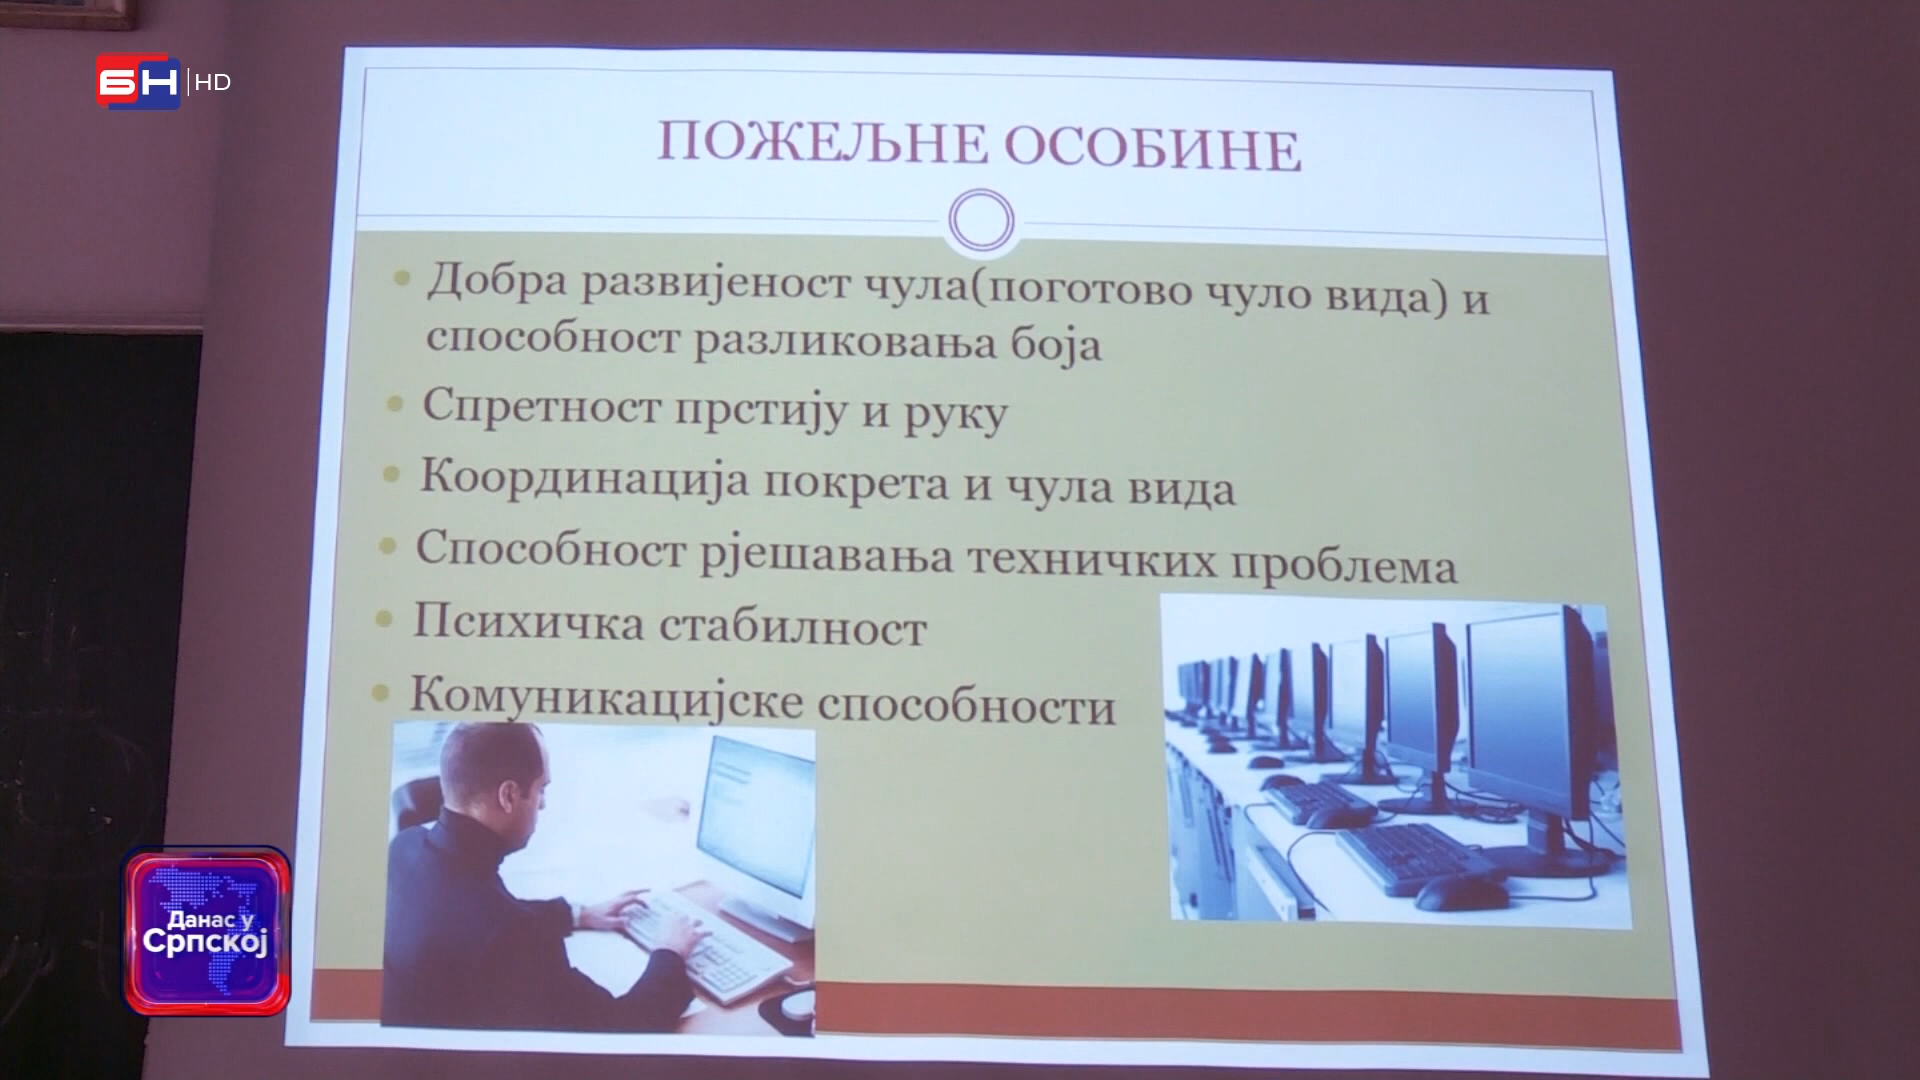 БН HD
ПОЖЕЉНЕ ОСОБИНЕ
Добра развијеност чула(поготово чуло вида) и
способност разликовања боја
Спретност прстију и руку
Координација покрета и чула вида
Способност рјешавања техничких проблема
Психичка стабилност
Комуникацијске способности
Данас у
Српској